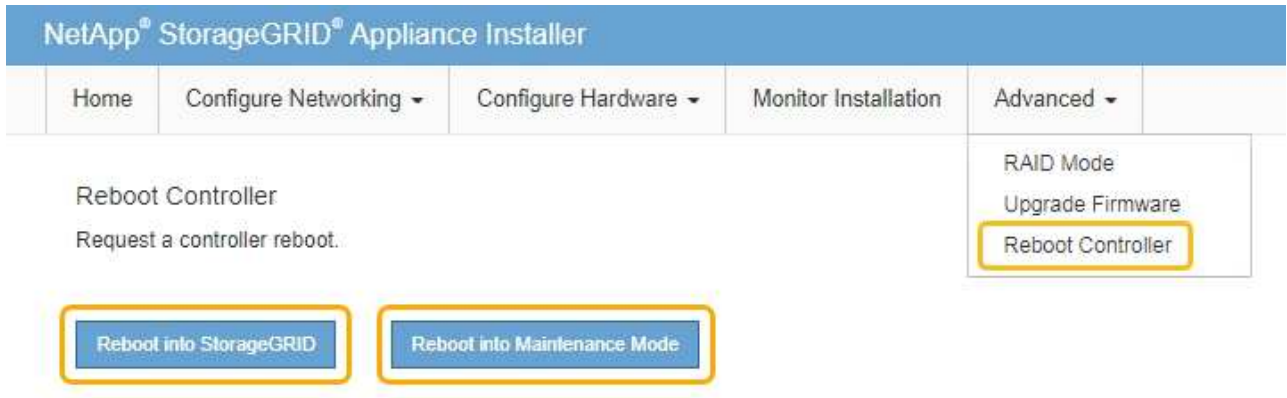 NetApp® StorageGRID® Appliance Installer
Home Configure Networking Configure Hardware Monitor Installation Advanced
RAID Mode
Upgrade Firmware
Reboot Controller
Reboot Controller
Request a controller reboot.
Reboot into StorageGRID Reboot into Maintenance Mode